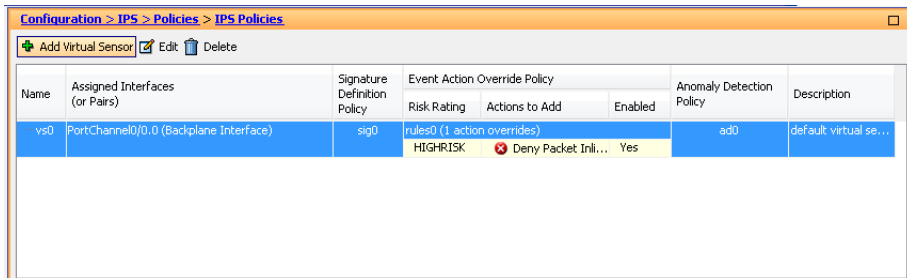 Configuration > IPS > Policies > IPS Policies
Add Virtual Sensor Edit Delete
Name
Assigned Interfaces
(or Pairs)
Signature
Definition
Policy
Event Action Override Policy
Risk Rating Actions to Add Enabled
Anomaly Detection
Policy
Description
vs0 PortChannel0/0.0 (Backplane Interface) sig0 rules0 (1 action overrides) ad0 default virtual se...
HIGHRISK Deny Packet Inli... Yes